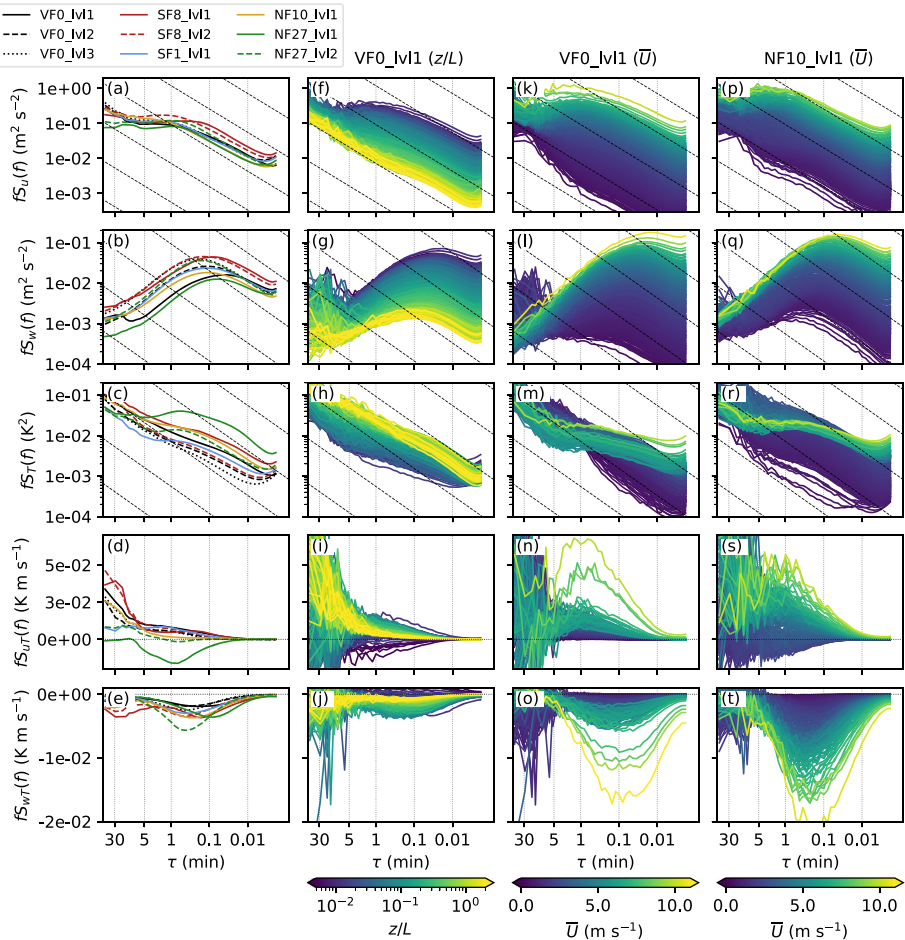 VF0_lvl1 SF8_lvl1 NF10_lvl1
VF0_lvl2 SF8_lvl2 NF27_lvl1
VF0_lvl3 SF1_lvl1 NF27_lvl2
VF0_lvl1 (z/L) VF0_lvl1 (U̅) NF10_lvl1 (U̅)
fS_u(f) (m² s⁻²)
1e+00
1e-01
1e-02
1e-03
(a) (f) (k) (p)
fS_w(f) (m² s⁻²)
1e-01
1e-02
1e-03
1e-04
(b) (g) (l) (q)
fS_T(f) (K²)
1e-01
1e-02
1e-03
1e-04
(c) (h) (m) (r)
fS_uT(f) (K m s⁻¹)
5e-02
3e-02
0e+00
(d) (i) (n) (s)
fS_wT(f) (K m s⁻¹)
0e+00
-1e-02
-2e-02
(e) (j) (o) (t)
30 5 1 0.1 0.01 30 5 1 0.1 0.01 30 5 1 0.1 0.01 30 5 1 0.1 0.01
τ (min) τ (min) τ (min) τ (min)
10⁻² 10⁻¹ 10⁰ 0.0 5.0 10.0 0.0 5.0 10.0
z/L U̅ (m s⁻¹) U̅ (m s⁻¹)